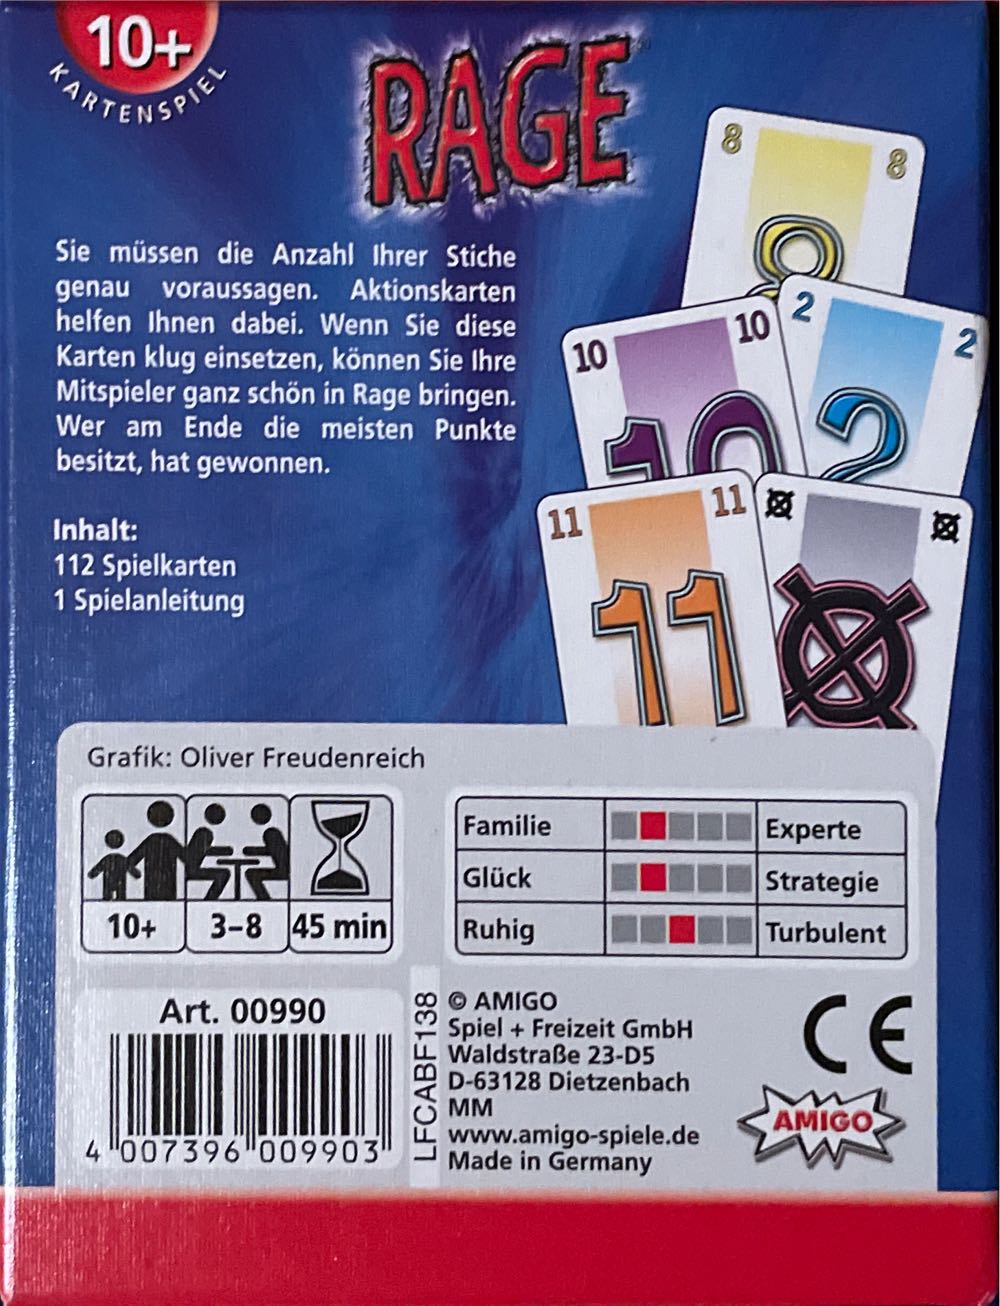 10+
KARTENSPIEL
RAGE
8 8
Sie müssen die Anzahl Ihrer Stiche
genau voraussagen. Aktionskarten
helfen Ihnen dabei. Wenn Sie diese
Karten klug einsetzen, können Sie Ihre
Mitspieler ganz schön in Rage bringen.
Wer am Ende die meisten Punkte
besitzt, hat gewonnen.
8
2 2
10 10
10
2
11 11
11
Inhalt:
112 Spielkarten
1 Spielanleitung
Grafik: Oliver Freudenreich
10+ 3–8 45 min
Familie Experte
Glück Strategie
Ruhig Turbulent
Art. 00990
4 007396 009903
LFCABF138
© AMIGO
Spiel + Freizeit GmbH
Waldstraße 23-D5
D-63128 Dietzenbach
MM
www.amigo-spiele.de
Made in Germany
CE
AMIGO